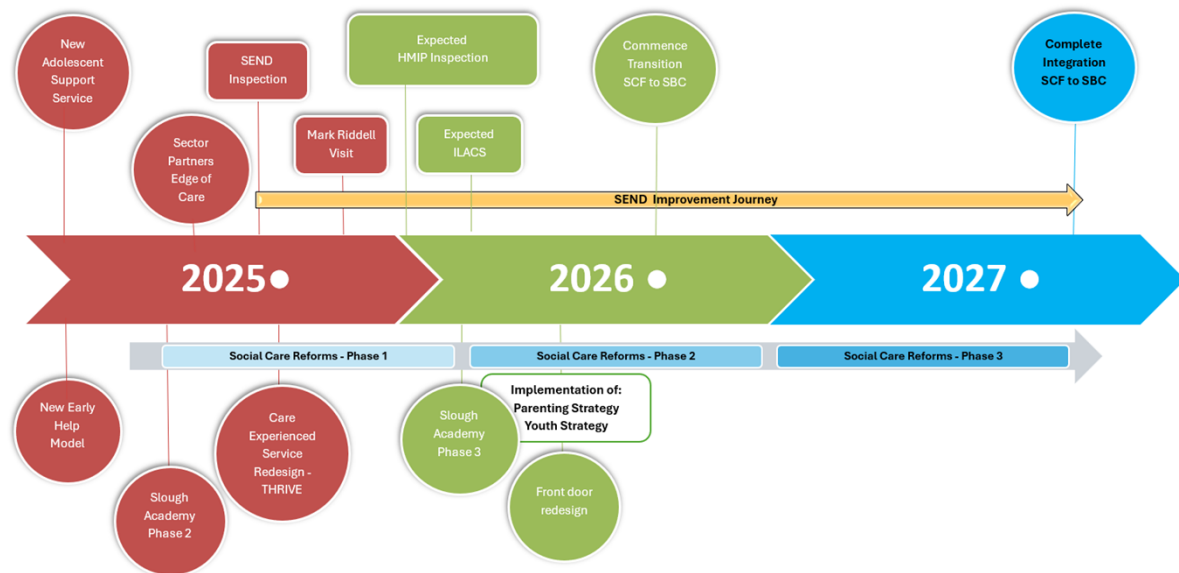 New
Adolescent
Support
Service
SEND
Inspection
Expected
HMIP Inspection
Commence
Transition
SCF to SBC
Complete
Integration
SCF to SBC
Sector
Partners
Edge of
Care
Mark Riddell
Visit
Expected
ILACS
SEND Improvement Journey
2025
2026
2027
Social Care Reforms - Phase 1
Social Care Reforms - Phase 2
Social Care Reforms - Phase 3
New Early
Help
Model
Slough
Academy
Phase 2
Care
Experienced
Service
Redesign -
THRIVE
Slough
Academy
Phase 3
Implementation of:
Parenting Strategy
Youth Strategy
Front door
redesign